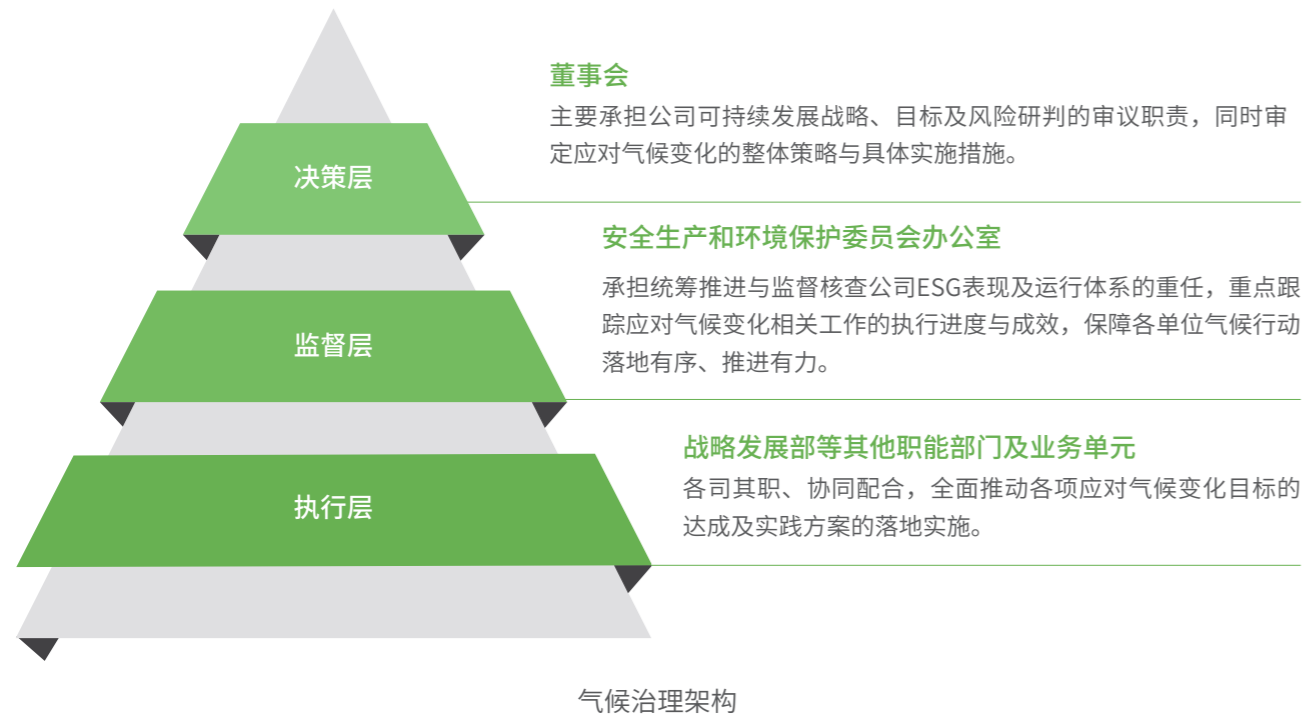 董事会
主要承担公司可持续发展战略、目标及风险研判的审议职责，同时审
定应对气候变化的整体策略与具体实施措施。
决策层
安全生产和环境保护委员会办公室
承担统筹推进与监督核查公司ESG表现及运行体系的重任，重点跟
踪应对气候变化相关工作的执行进度与成效，保障各单位气候行动
落地有序、推进有力。
监督层
战略发展部等其他职能部门及业务单元
各司其职、协同配合，全面推动各项应对气候变化目标的
达成及实践方案的落地实施。
执行层
气候治理架构